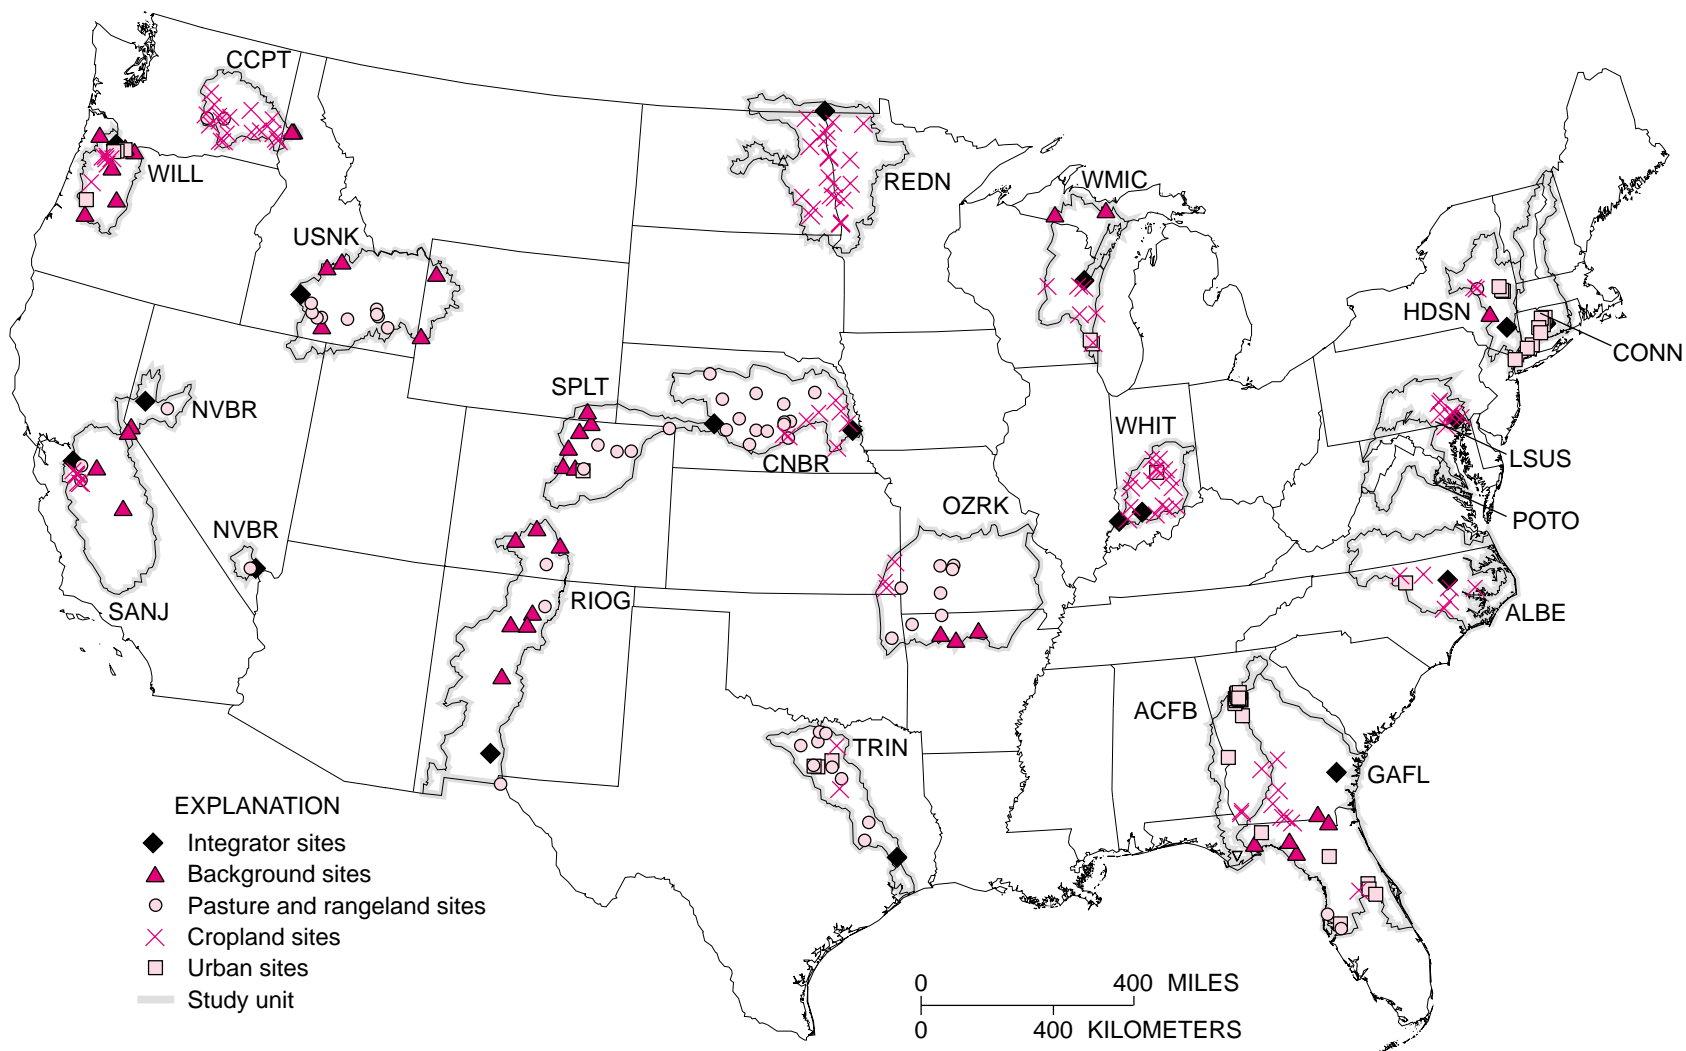 CCPT
WILL
REDN
WMIC
USNK
HDSN
CONN
NVBR
SPLT
CNBR
WHIT
LSUS
POTO
OZRK
NVBR
SANJ
RIOG
ALBE
ACFB
TRIN
GAFL
EXPLANATION
Integrator sites
Background sites
Pasture and rangeland sites
Cropland sites
Urban sites
Study unit
0 400 MILES
0 400 KILOMETERS